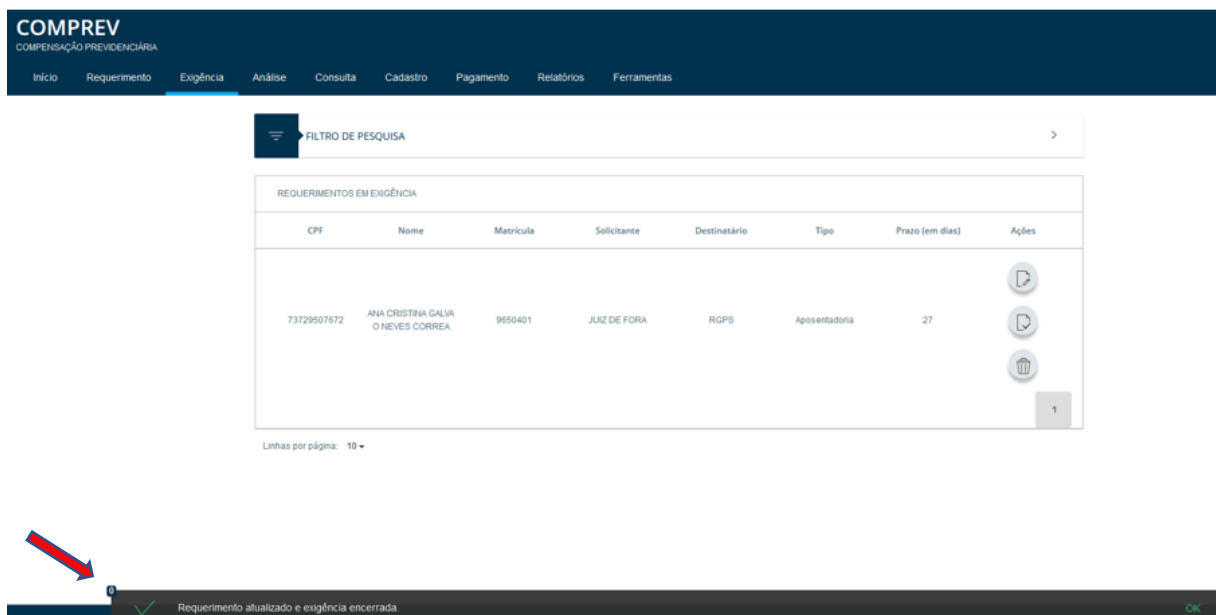 COMPREV
COMPENSAÇÃO PREVIDENCIÁRIA
Início Requerimento Exigência Análise Consulta Cadastro Pagamento Relatórios Ferramentas
FILTRO DE PESQUISA
REQUERIMENTOS EM EXIGÊNCIA
CPF Nome Matrícula Solicitante Destinatário Tipo Prazo (em dias) Ações
73729507672 ANA CRISTINA GALVA 9650401 JUIZ DE FORA RGPS Aposentadoria 27
O NEVES CORREA
1
Linhas por página: 10
0
Requerimento atualizado e exigência encerrada. OK